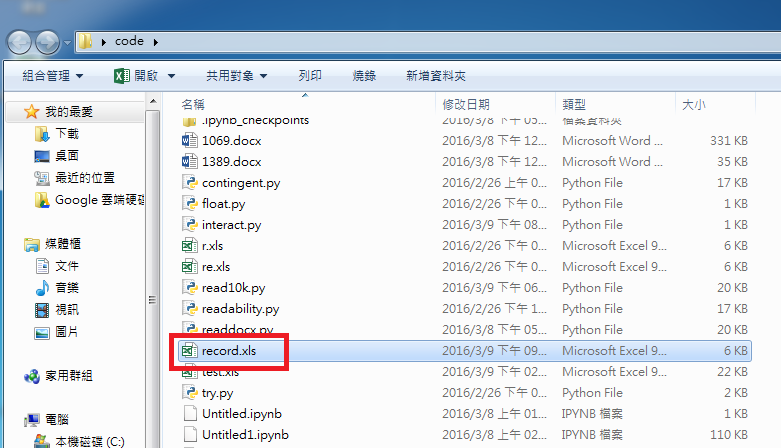 code
組合管理 開啟 共用對象 列印 燒錄 新增資料夾
我的最愛
下載
桌面
最近的位置
Google 雲端硬碟
媒體櫃
文件
音樂
視訊
圖片
家用群組
電腦
本機磁碟 (C:)
名稱 修改日期 類型 大小
.ipynb_checkpoints 2016/3/8 下午 05... 檔案資料夾
1069.docx 2016/3/8 下午 12... Microsoft Word ... 331 KB
1389.docx 2016/3/8 下午 12... Microsoft Word ... 35 KB
contingent.py 2016/2/26 上午 0... Python File 17 KB
float.py 2016/2/26 下午 0... Python File 1 KB
interact.py 2016/3/9 下午 08... Python File 1 KB
r.xls 2016/2/26 下午 0... Microsoft Excel 9... 6 KB
re.xls 2016/2/26 下午 0... Microsoft Excel 9... 6 KB
read10k.py 2016/3/9 下午 06... Python File 20 KB
readability.py 2016/2/26 下午 1... Python File 17 KB
readdocx.py 2016/3/8 下午 05... Python File 20 KB
record.xls 2016/3/9 下午 09... Microsoft Excel 9... 6 KB
test.xls 2016/3/9 下午 02... Microsoft Excel 9... 22 KB
try.py 2016/2/26 下午 0... Python File 1 KB
Untitled.ipynb 2016/3/8 上午 01... IPYNB 檔案 1 KB
Untitled1.ipynb 2016/3/8 下午 01... IPYNB 檔案 110 KB